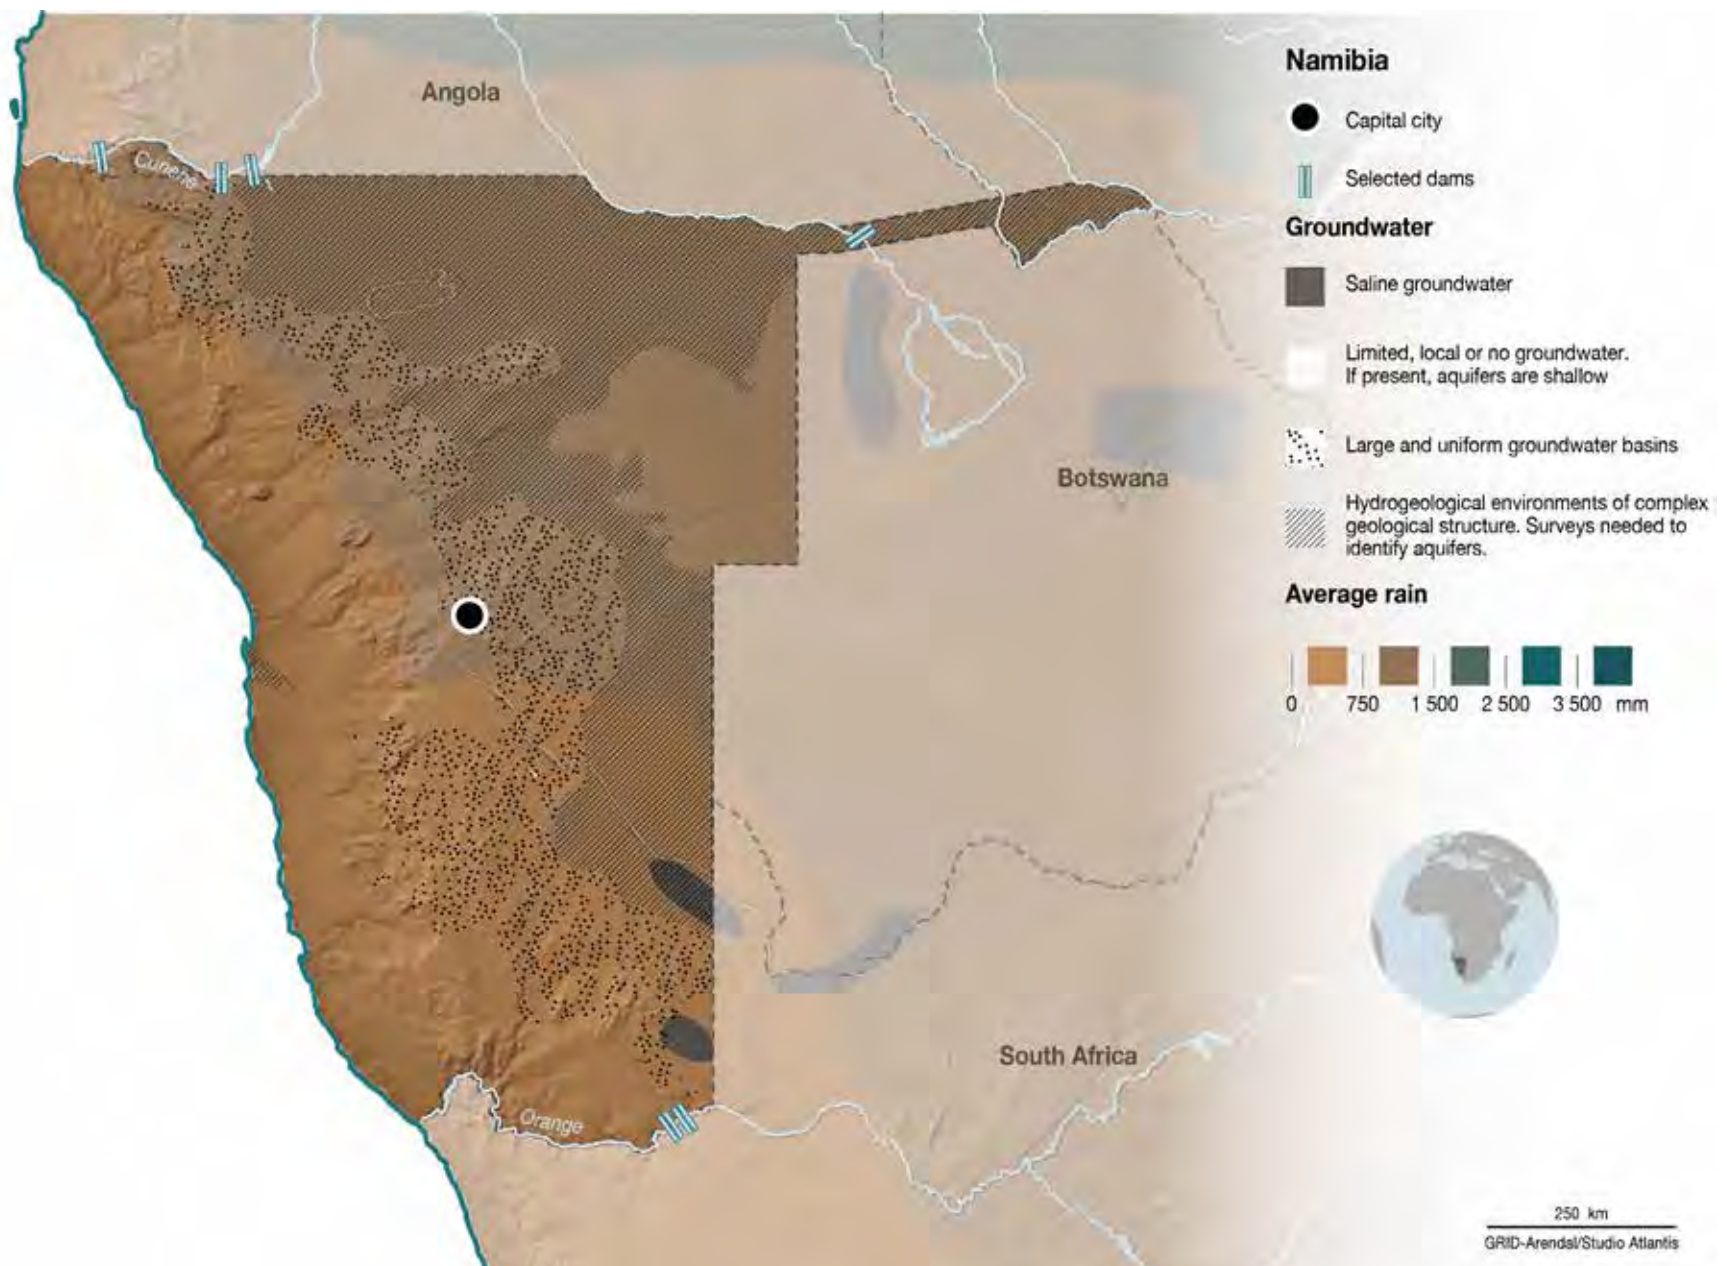 Angola
Cunene
Botswana
South Africa
Orange
Namibia
Capital city
Selected dams
Groundwater
Saline groundwater
Limited, local or no groundwater.
If present, aquifers are shallow
Large and uniform groundwater basins
Hydrogeological environments of complex
geological structure. Surveys needed to
identify aquifers.
Average rain
0 750 1 500 2 500 3 500 mm
250 km
GRID-Arendal/Studio Atlantis